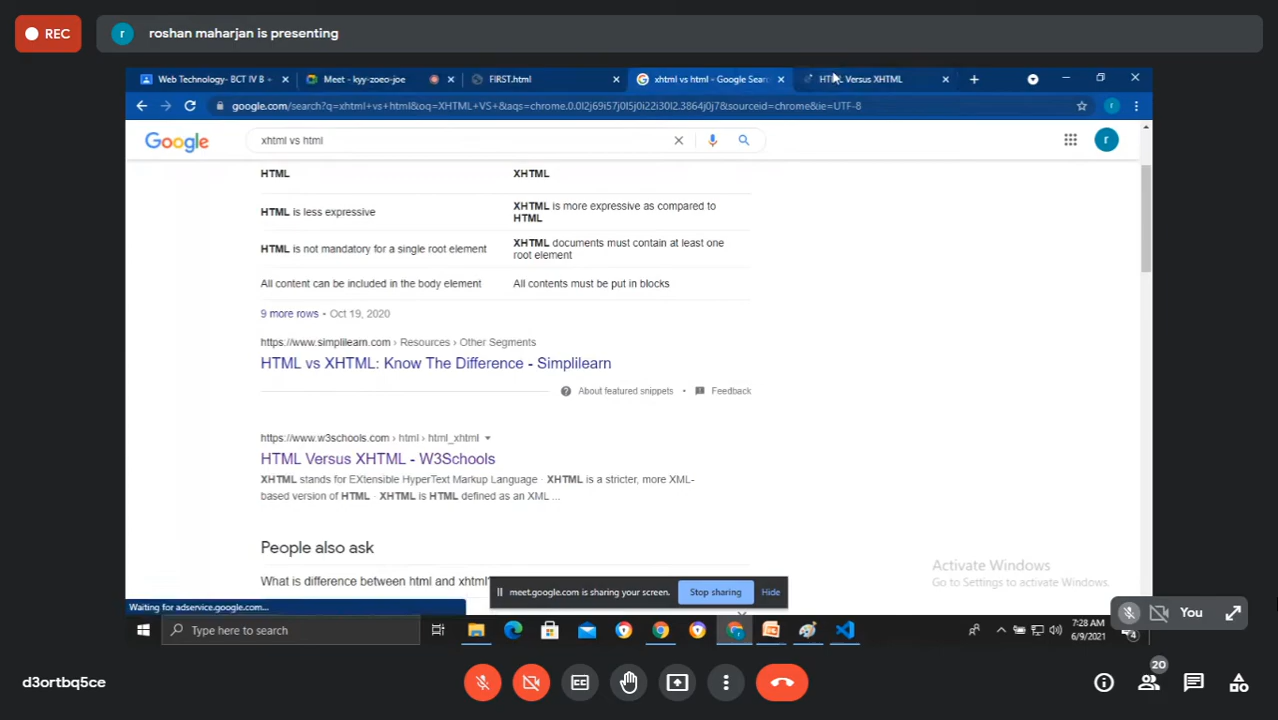 REC
r roshan maharjan is presenting
Web Technology- BCT IV B
Meet - kyy-zoeo-joe
FIRST.html
xhtml vs html - Google Sear
HTML Versus XHTML
google.com/search?q=xhtml+vs+html&oq=XHTML+VS+&aqs=chrome.0.0l2j69i57j0l5j0i22i30l2.3864j0j7&sourceid=chrome&ie=UTF-8
r
Google
xhtml vs html
r
HTML XHTML
HTML is less expressive
XHTML is more expressive as compared to
HTML
HTML is not mandatory for a single root element
XHTML documents must contain at least one
root element
All content can be included in the body element
All contents must be put in blocks
9 more rows • Oct 19, 2020
https://www.simplilearn.com › Resources › Other Segments
HTML vs XHTML: Know The Difference - Simplilearn
About featured snippets • Feedback
https://www.w3schools.com › html › html_xhtml
HTML Versus XHTML - W3Schools
XHTML stands for EXtensible HyperText Markup Language · XHTML is a stricter, more XML-
based version of HTML · XHTML is HTML defined as an XML ...
People also ask
What is difference between html and xhtml?
Activate Windows
Go to Settings to activate Windows.
meet.google.com is sharing your screen.
Stop sharing
Hide
Waiting for adservice.google.com...
You
Type here to search
7:28 AM
6/9/2021
4
d3ortbq5ce
20